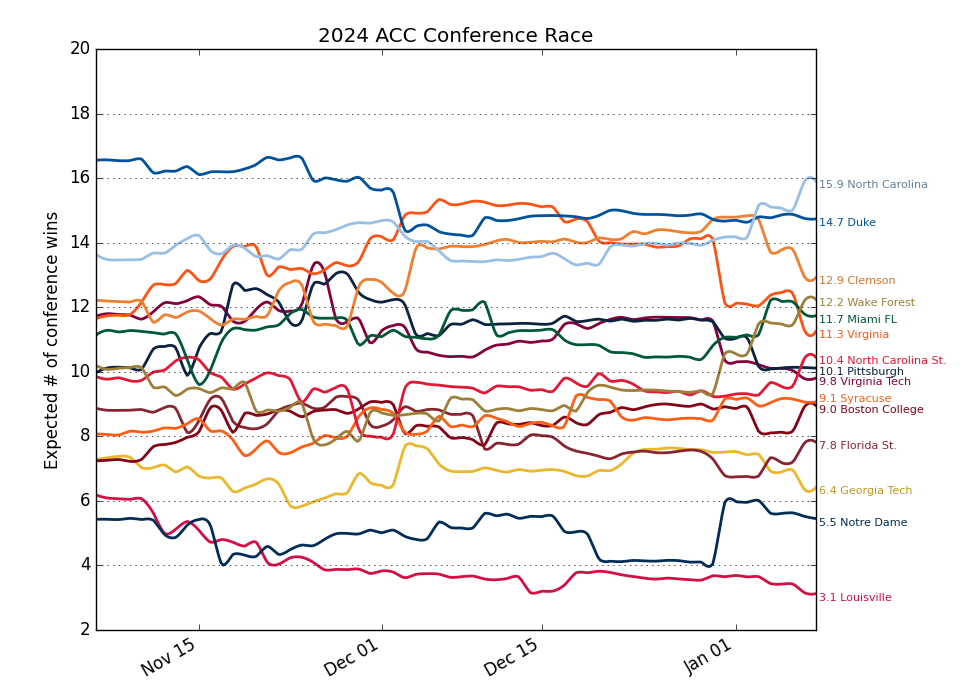 2024 ACC Conference Race
Expected # of conference wins
20
18
16
14
12
10
8
6
4
2
15.9 North Carolina
14.7 Duke
12.9 Clemson
12.2 Wake Forest
11.7 Miami FL
11.3 Virginia
10.4 North Carolina St.
10.1 Pittsburgh
9.8 Virginia Tech
9.1 Syracuse
9.0 Boston College
7.8 Florida St.
6.4 Georgia Tech
5.5 Notre Dame
3.1 Louisville
Nov 15
Dec 01
Dec 15
Jan 01